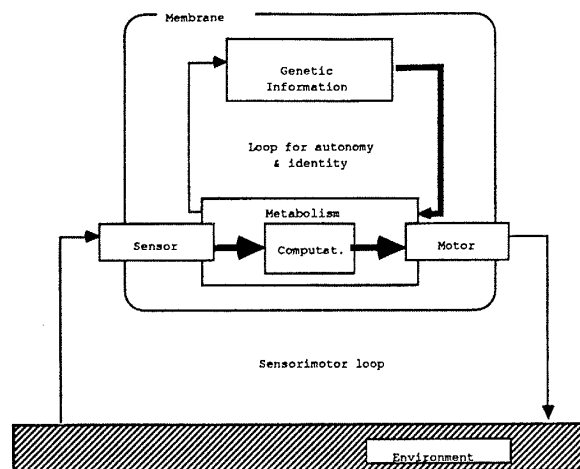 Membrane
Genetic
Information
Loop for autonomy
& identity
Metabolism
Sensor
Computat.
Motor
Sensorimotor loop
Environment